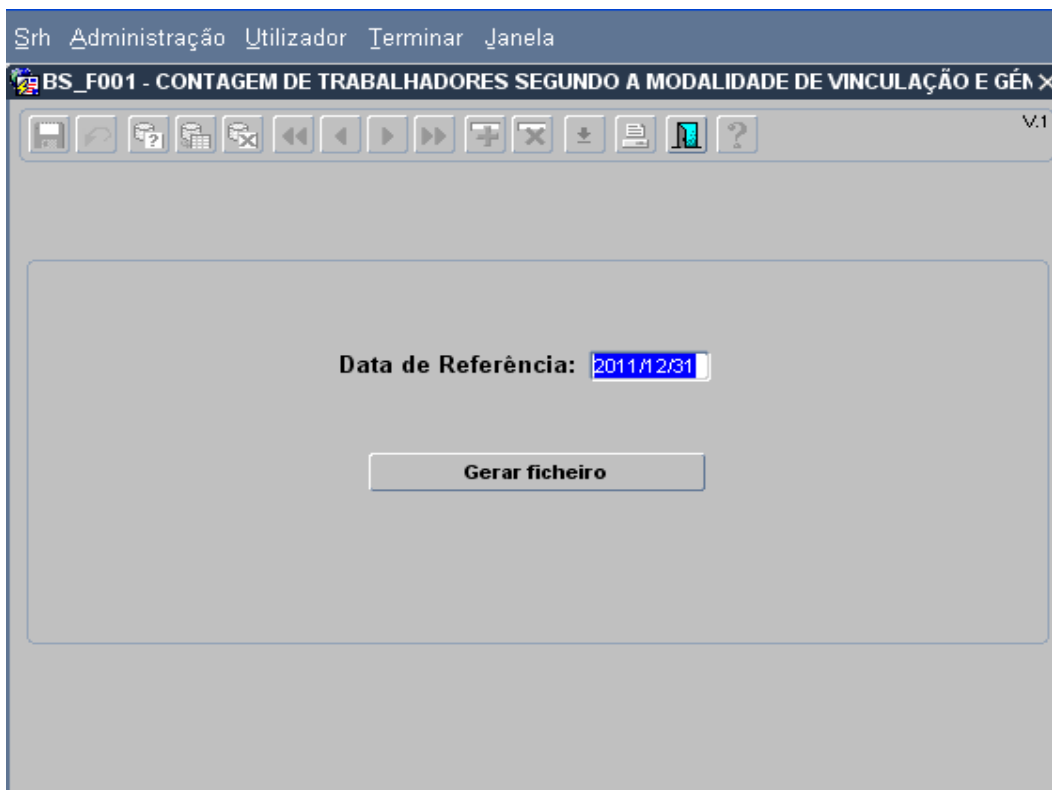 Srh Administração Utilizador Terminar Janela
BS_F001 - CONTAGEM DE TRABALHADORES SEGUNDO A MODALIDADE DE VINCULAÇÃO E GÉN
V.1
Data de Referência: 2011/12/31
Gerar ficheiro